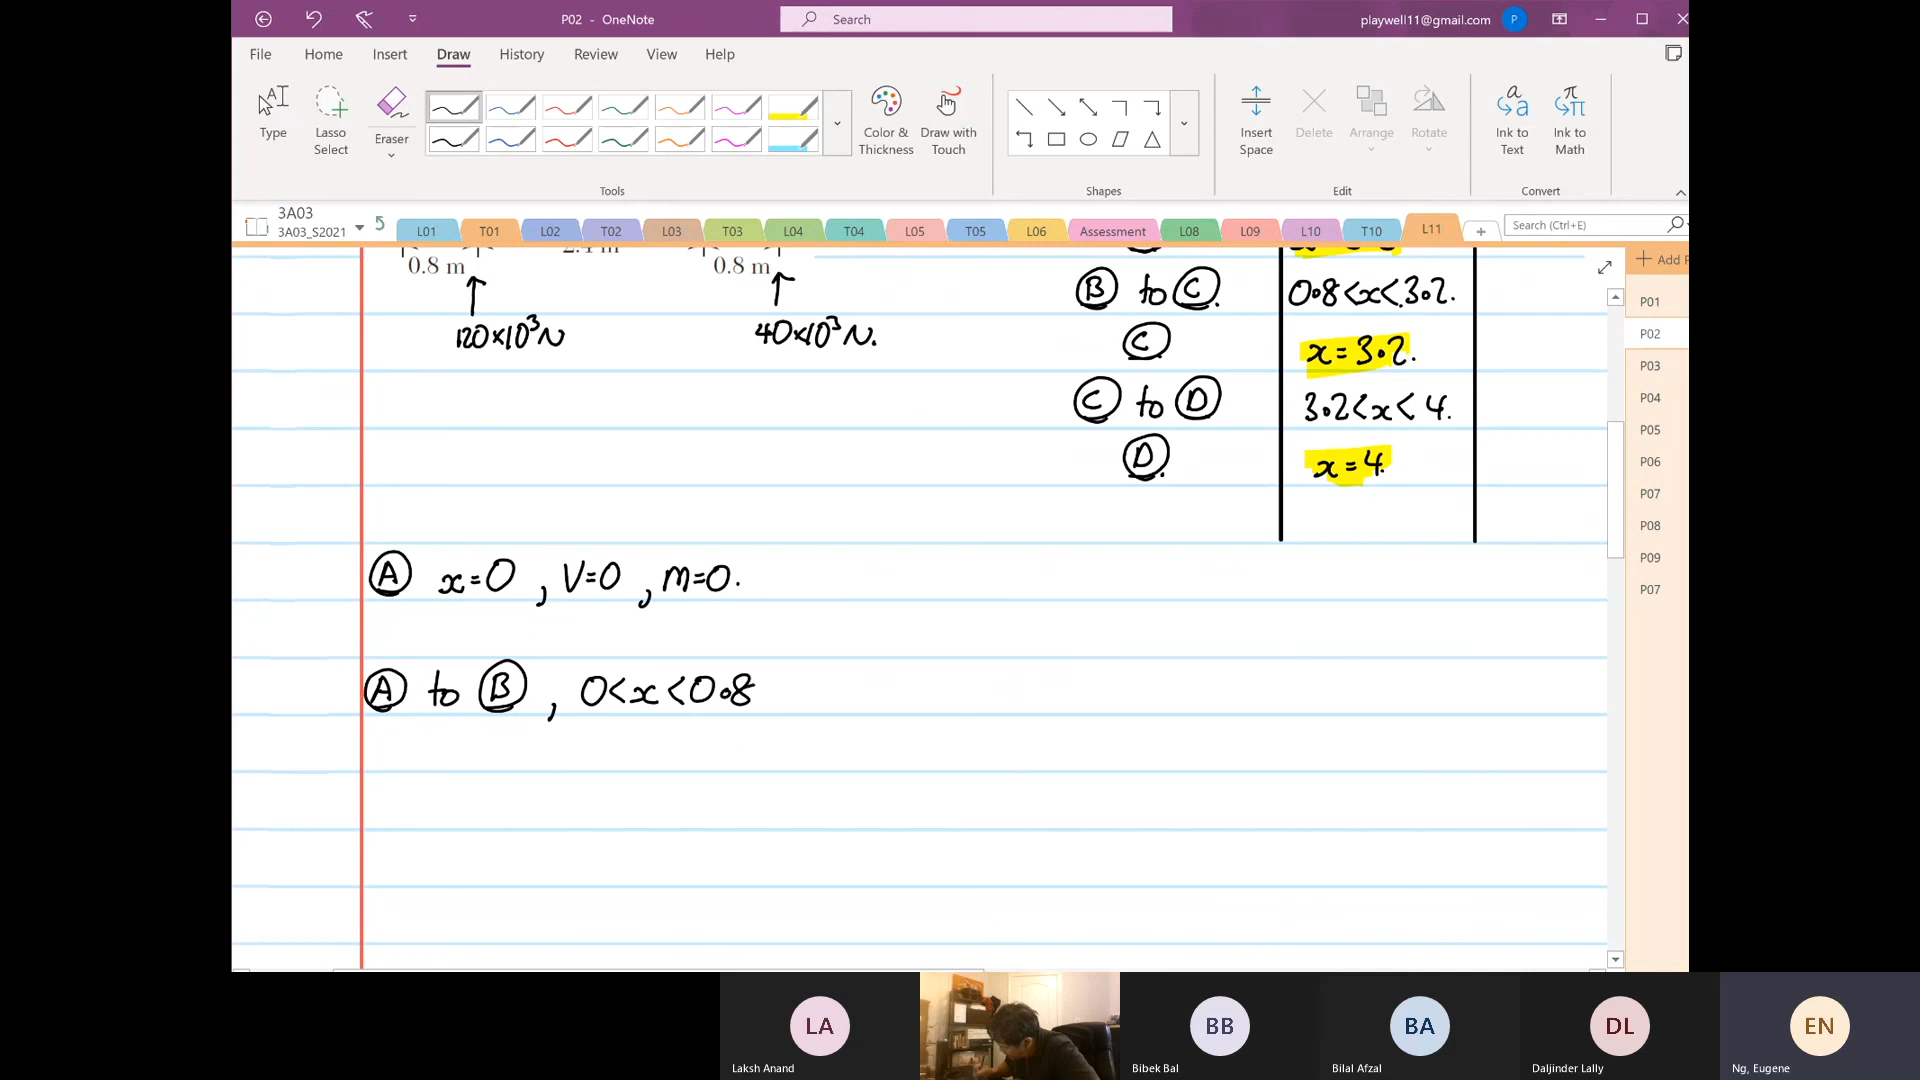 P02 - OneNote
Search
playwell11@gmail.com
P
File Home Insert Draw History Review View Help
Type
Lasso Select
Eraser
Color & Thickness
Draw with Touch
Insert Space
Delete
Arrange
Rotate
Ink to Text
Ink to Math
Tools
Shapes
Edit
Convert
3A03
3A03_S2021
L01 T01 L02 T02 L03 T03 L04 T04 L05 T05 L06 Assessment L08 L09 L10 T10 L11
Search (Ctrl+E)
Add P
P01
P02
P03
P04
P05
P06
P07
P08
P09
P07
0.8 m
0.8 m
120×10³N
40×10³N.
B to C. 0.8<x<3.2.
C x=3.2.
C to D 3.2<x<4.
D. x=4
A x=0, V=0, M=0.
A to B, 0<x<0.8
LA
BB
BA
DL
EN
Laksh Anand
Bibek Bal
Bilal Afzal
Daljinder Lally
Ng, Eugene